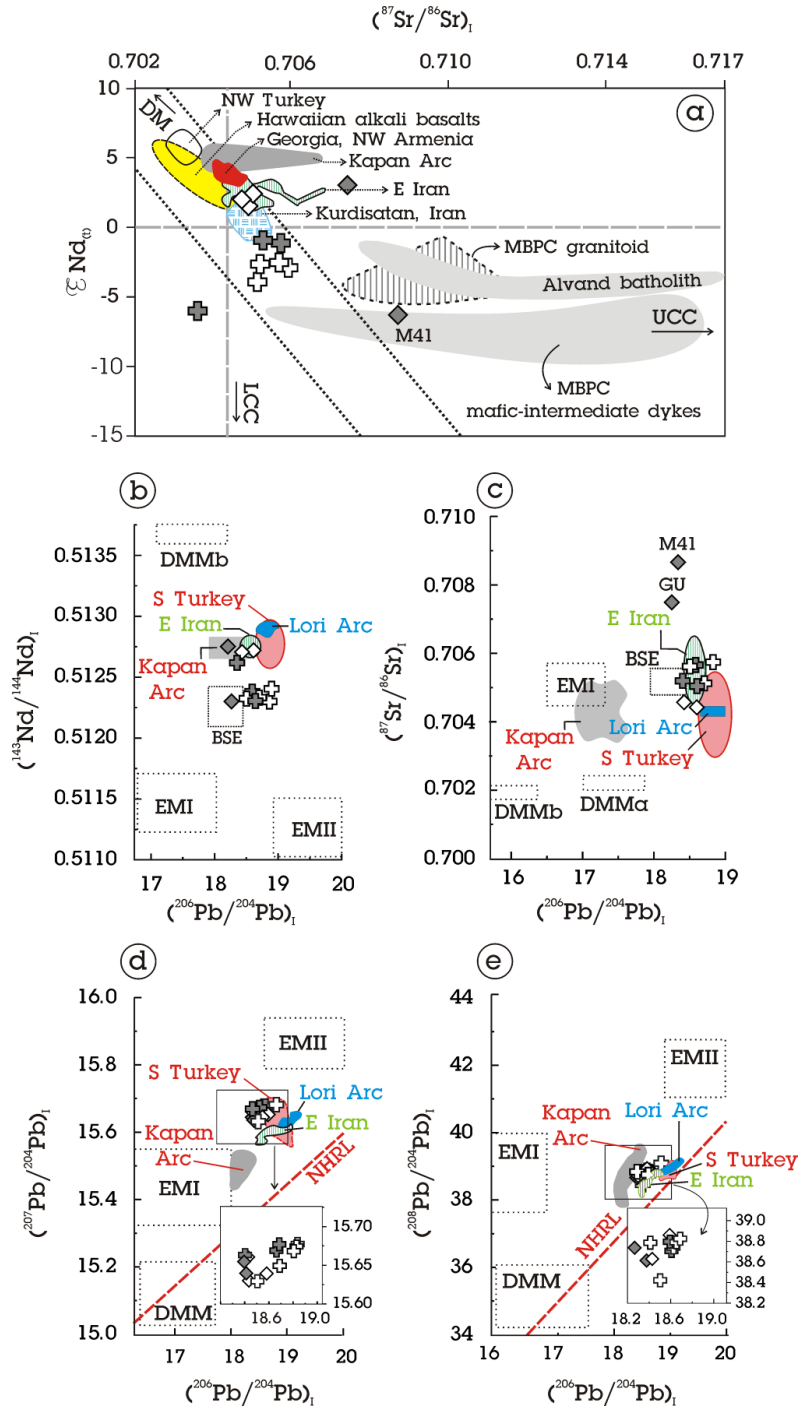 (⁸⁷Sr/⁸⁶Sr)I
0.702 0.706 0.710 0.714 0.717
a
10
5
0
-5
-10
-15
ƐNd(t)
DM
NW Turkey
Hawaiian alkali basalts
Georgia, NW Armenia
Kapan Arc
E Iran
Kurdisatan, Iran
MBPC granitoid
Alvand batholith
M41
UCC
LCC
MBPC
mafic-intermediate dykes
b
0.5135
0.5130
0.5125
0.5120
0.5115
0.5110
(¹⁴³Nd/¹⁴⁴Nd)I
DMMb
S Turkey
E Iran
Lori Arc
Kapan
Arc
BSE
EMI
EMII
17 18 19 20
(²⁰⁶Pb/²⁰⁴Pb)I
c
0.710
0.708
0.706
0.704
0.702
0.700
(⁸⁷Sr/⁸⁶Sr)I
M41
GU
E Iran
BSE
EMI
Kapan
Arc
Lori Arc
S Turkey
DMMa
DMMb
16 17 18 19
(²⁰⁶Pb/²⁰⁴Pb)I
d
16.0
15.8
15.6
15.4
15.2
15.0
(²⁰⁷Pb/²⁰⁴Pb)I
EMII
S Turkey
Lori Arc
E Iran
Kapan
Arc
NHRL
EMI
DMM
15.70
15.65
15.60
18.6 19.0
17 18 19 20
(²⁰⁶Pb/²⁰⁴Pb)I
e
44
42
40
38
36
34
(²⁰⁸Pb/²⁰⁴Pb)I
EMII
Kapan
Arc
Lori Arc
EMI
S Turkey
E Iran
NHRL
DMM
39.0
38.8
38.6
38.4
38.2
18.2 18.6 19.0
16 17 18 19 20
(²⁰⁶Pb/²⁰⁴Pb)I